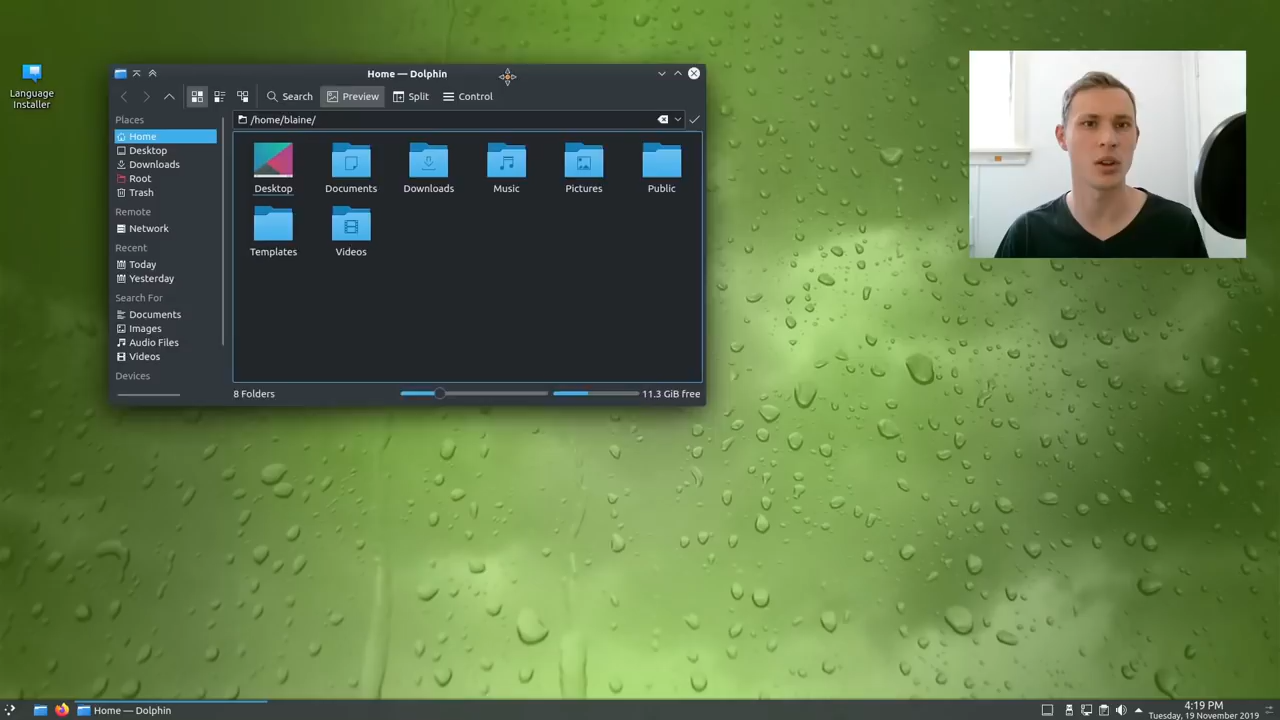 Language
Installer
Home — Dolphin
Search
Preview
Split
Control
Places
/home/blaine/
Home
Desktop
Downloads
Root
Trash
Remote
Network
Recent
Today
Yesterday
Search For
Documents
Images
Audio Files
Videos
Devices
Desktop
Documents
Downloads
Music
Pictures
Public
Templates
Videos
8 Folders
11.3 GiB free
Home — Dolphin
4:19 PM
Tuesday, 19 November 2019